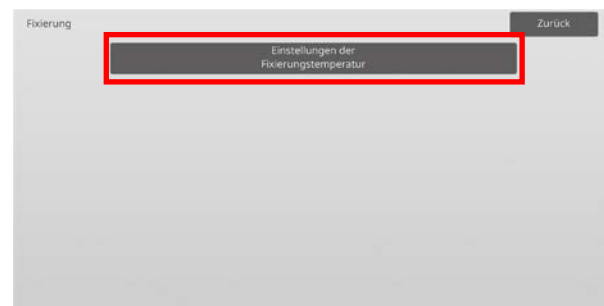 Fixierung
Zurück
Einstellungen der
Fixierungstemperatur